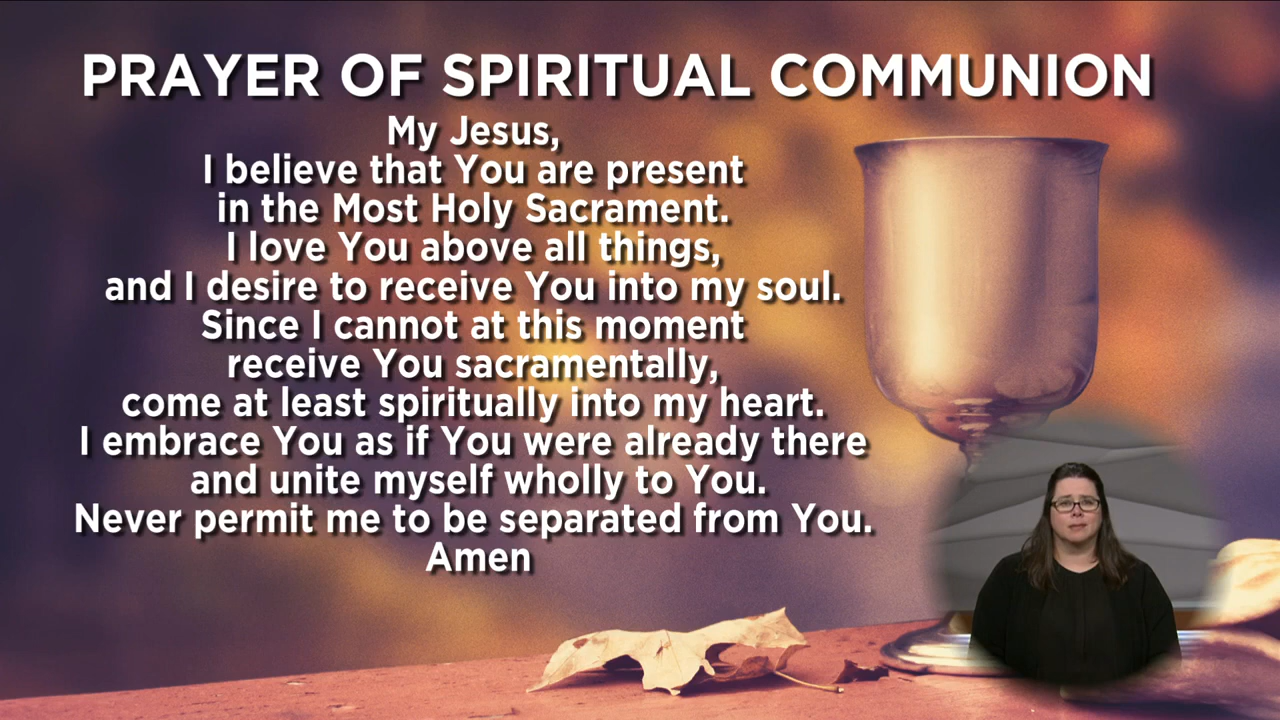 PRAYER OF SPIRITUAL COMMUNION
My Jesus,
I believe that You are present
in the Most Holy Sacrament.
I love You above all things,
and I desire to receive You into my soul.
Since I cannot at this moment
receive You sacramentally,
come at least spiritually into my heart.
I embrace You as if You were already there
and unite myself wholly to You.
Never permit me to be separated from You.
Amen